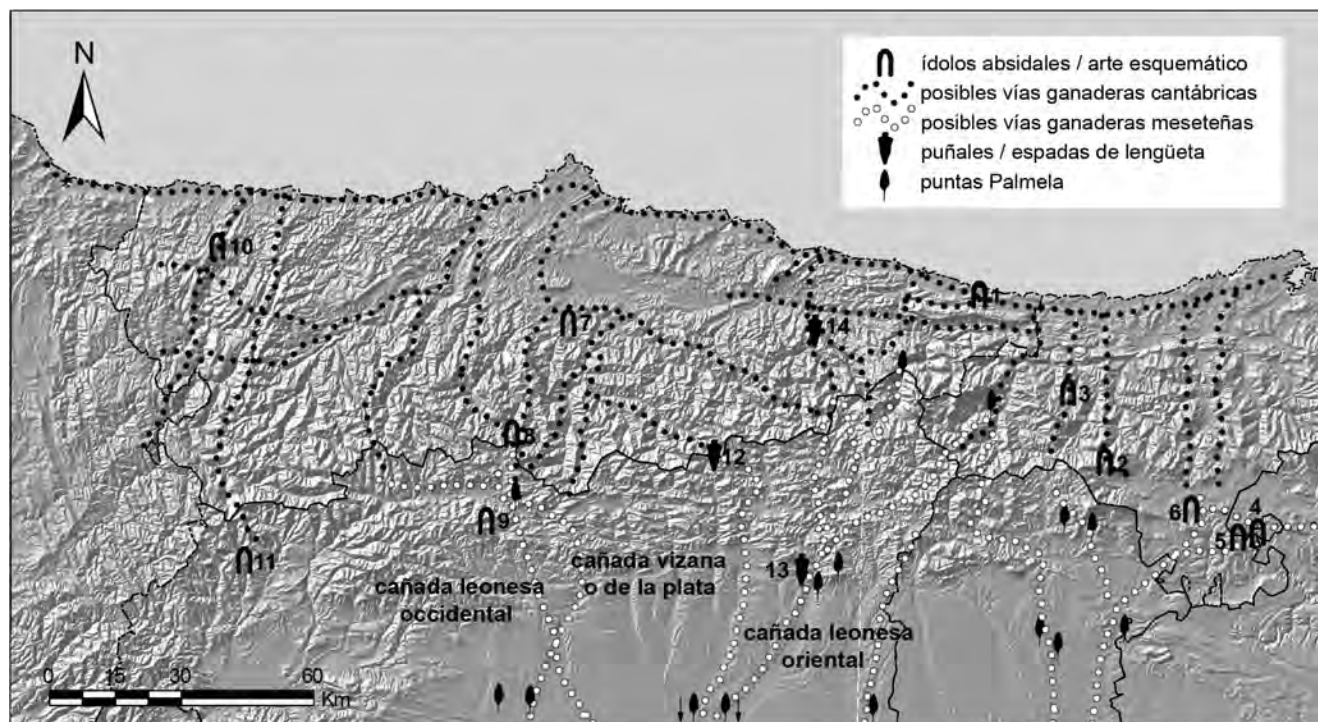 N
ídolos absidales / arte esquemático
posibles vías ganaderas cantábricas
posibles vías ganaderas meseteñas
puñales / espadas de lengüeta
puntas Palmela
10
1
7
14
3
8
12
2
9
6
4
5
11
13
cañada vizana
o de la plata
cañada leonesa
occidental
cañada leonesa
oriental
0 15 30 60
Km